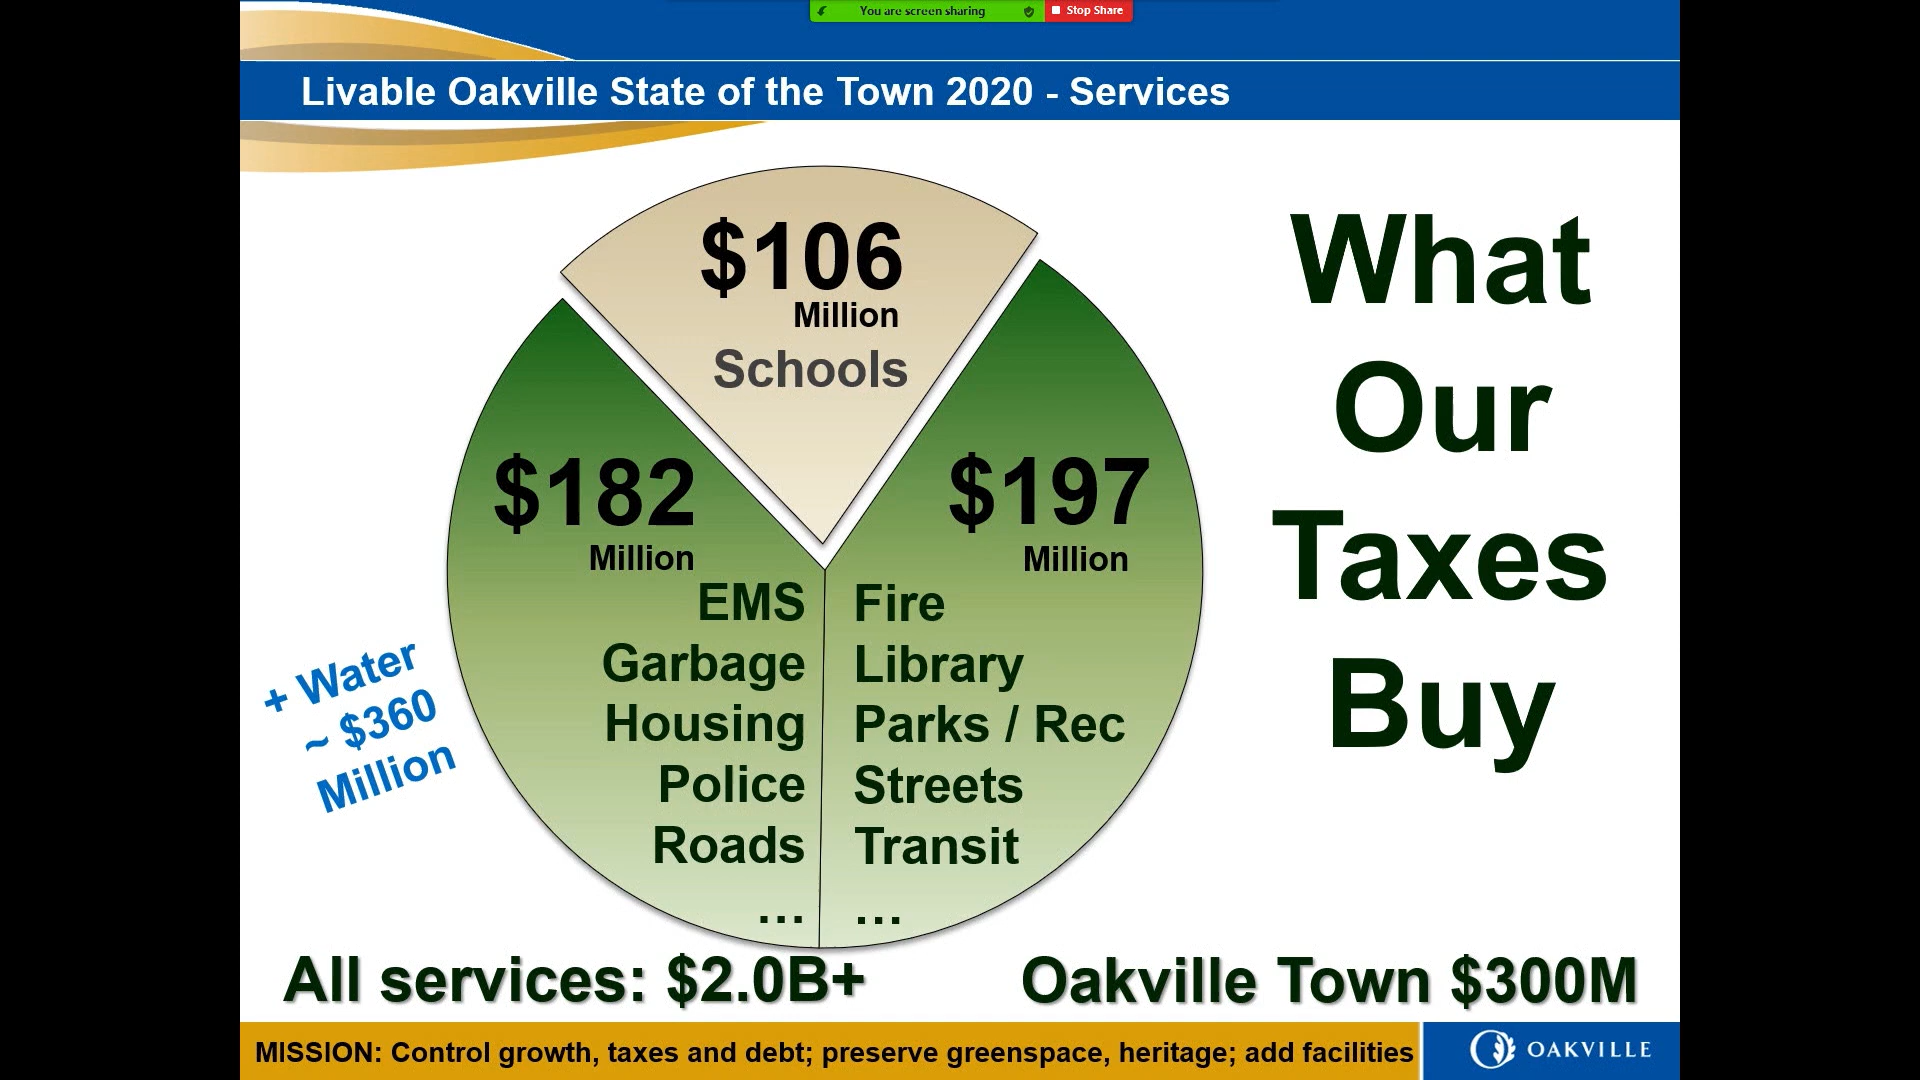 You are screen sharing
Stop Share
Livable Oakville State of the Town 2020 - Services
$106
Million
Schools
$182
Million
EMS
Garbage
Housing
Police
Roads
...
$197
Million
Fire
Library
Parks / Rec
Streets
Transit
...
+ Water
~ $360
Million
What
Our
Taxes
Buy
All services: $2.0B+
Oakville Town $300M
MISSION: Control growth, taxes and debt; preserve greenspace, heritage; add facilities
OAKVILLE